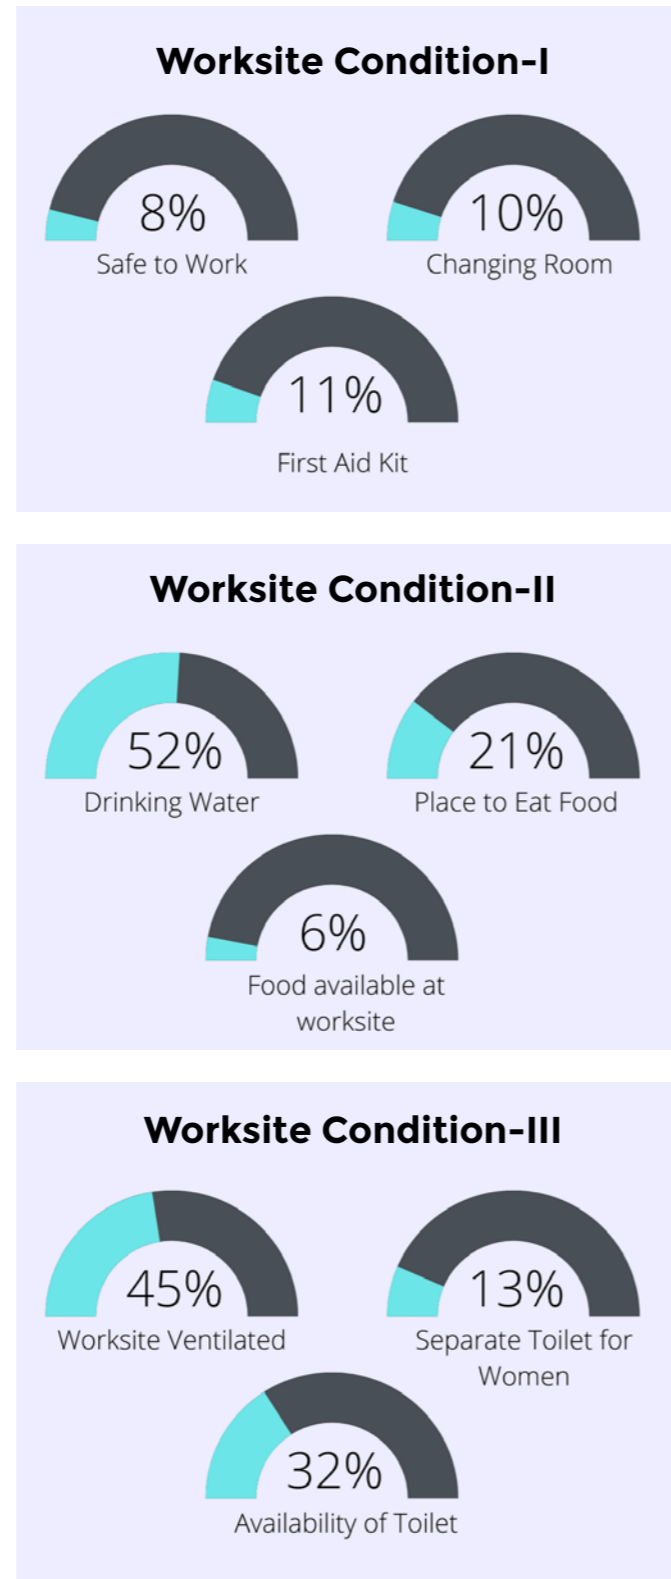 Worksite Condition-I
8%
Safe to Work
10%
Changing Room
11%
First Aid Kit
Worksite Condition-II
52%
Drinking Water
21%
Place to Eat Food
6%
Food available at
worksite
Worksite Condition-III
45%
Worksite Ventilated
13%
Separate Toilet for
Women
32%
Availability of Toilet